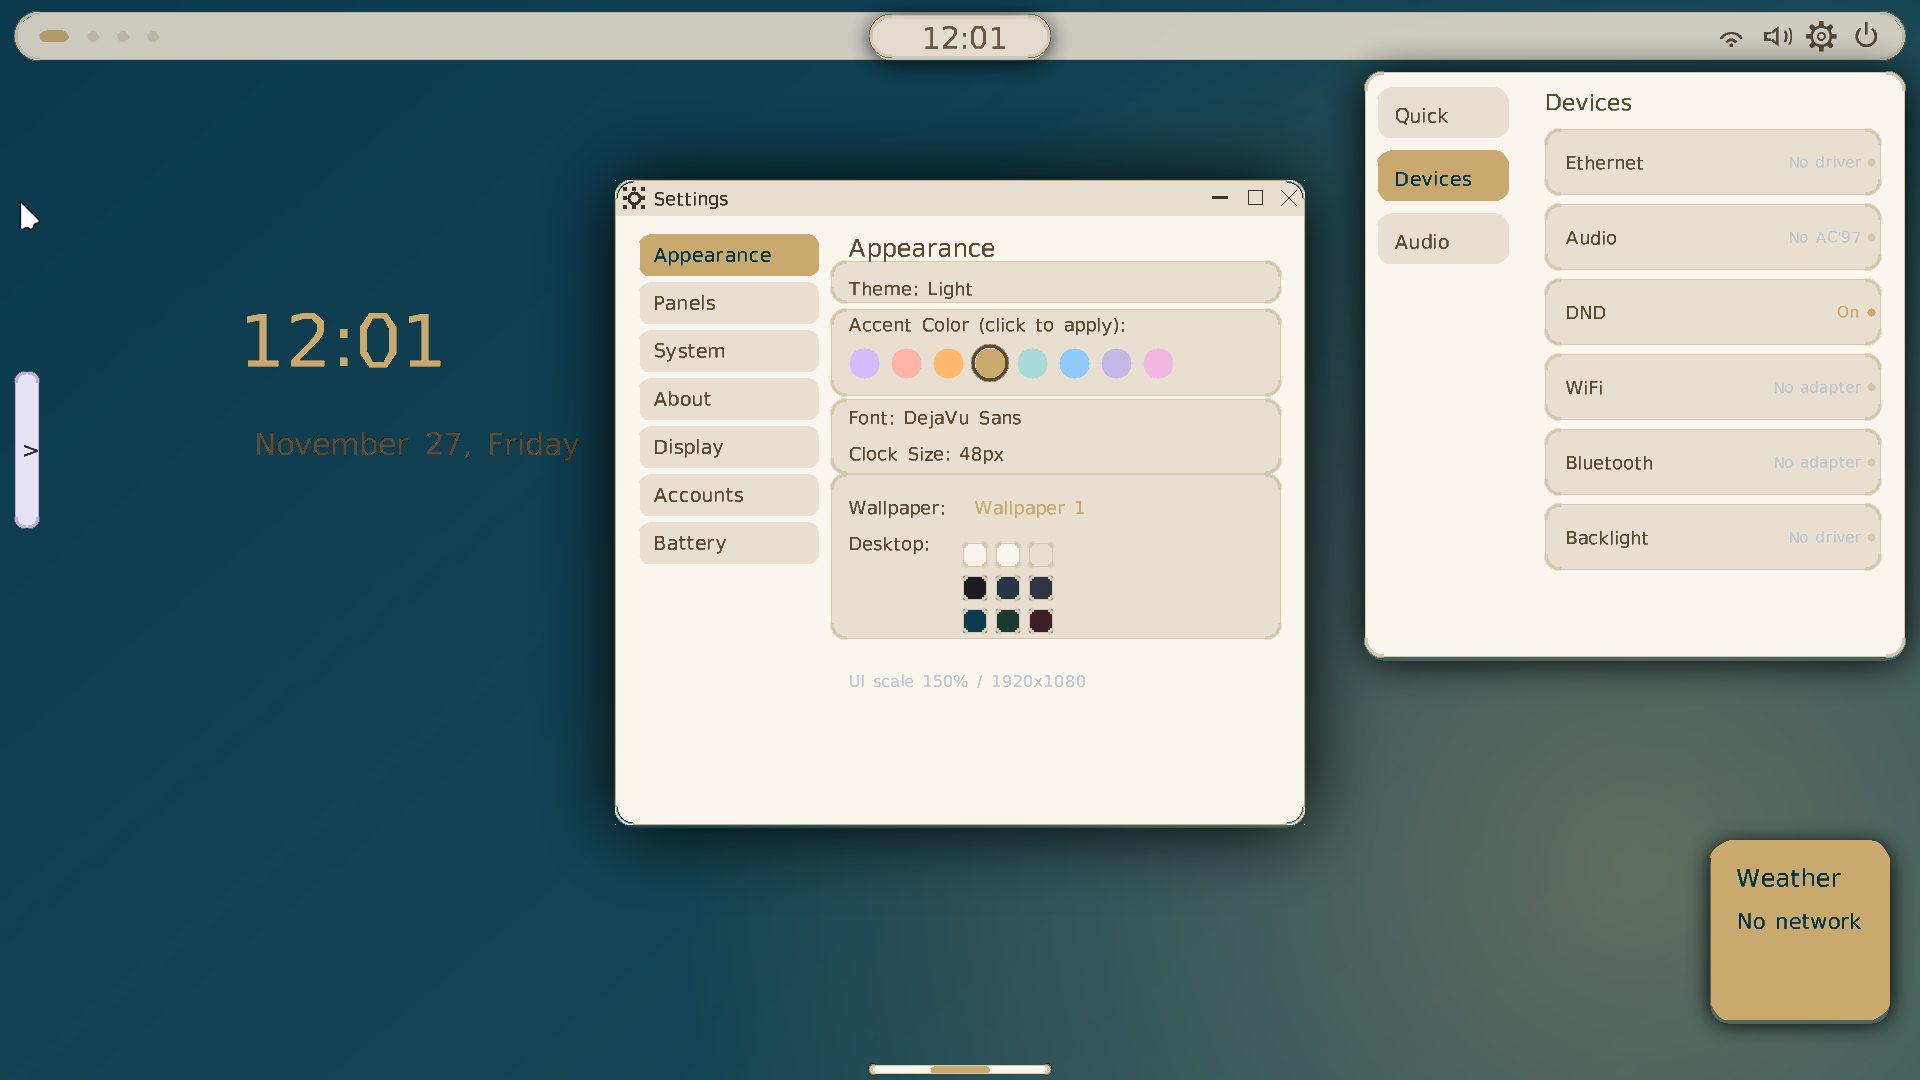 12:01
12:01
November 27, Friday
>
Settings
Appearance
Panels
System
About
Display
Accounts
Battery
Appearance
Theme: Light
Accent Color (click to apply):
Font: DejaVu Sans
Clock Size: 48px
Wallpaper: Wallpaper 1
Desktop:
UI scale 150% / 1920x1080
Quick
Devices
Audio
Devices
Ethernet No driver
Audio No AC'97
DND On
WiFi No adapter
Bluetooth No adapter
Backlight No driver
Weather
No network